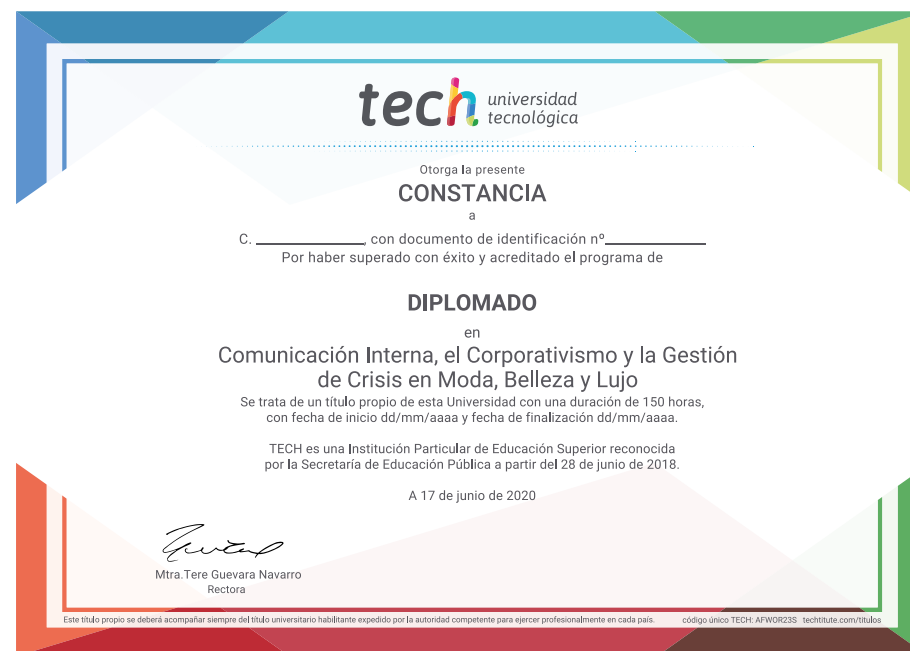 tech universidad
tecnológica
Otorga la presente
CONSTANCIA
a
C. ______________, con documento de identificación nº_____________
Por haber superado con éxito y acreditado el programa de
DIPLOMADO
en
Comunicación Interna, el Corporativismo y la Gestión
de Crisis en Moda, Belleza y Lujo
Se trata de un título propio de esta Universidad con una duración de 150 horas,
con fecha de inicio dd/mm/aaaa y fecha de finalización dd/mm/aaaa.
TECH es una Institución Particular de Educación Superior reconocida
por la Secretaría de Educación Pública a partir del 28 de junio de 2018.
A 17 de junio de 2020
Mtra.Tere Guevara Navarro
Rectora
Este título propio se deberá acompañar siempre del título universitario habilitante expedido por la autoridad competente para ejercer profesionalmente en cada país. código único TECH: AFWOR23S techtitute.com/titulos